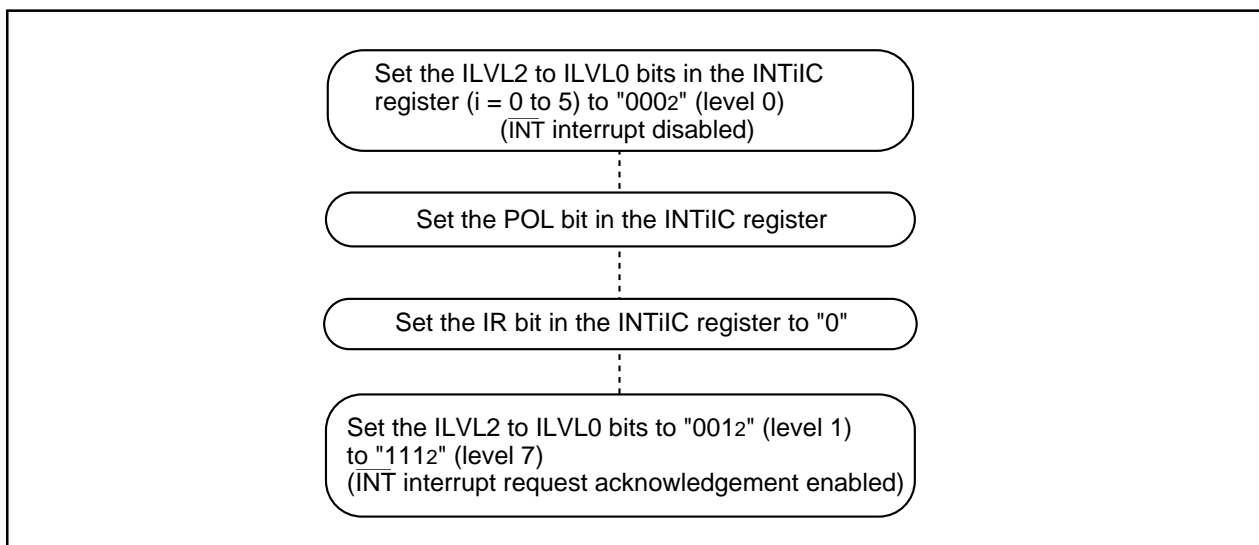 Set the ILVL2 to ILVL0 bits in the INTiIC
register (i = 0 to 5) to "0002" (level 0)
(INT interrupt disabled)
Set the POL bit in the INTiIC register
Set the IR bit in the INTiIC register to "0"
Set the ILVL2 to ILVL0 bits to "0012" (level 1)
to "1112" (level 7)
(INT interrupt request acknowledgement enabled)